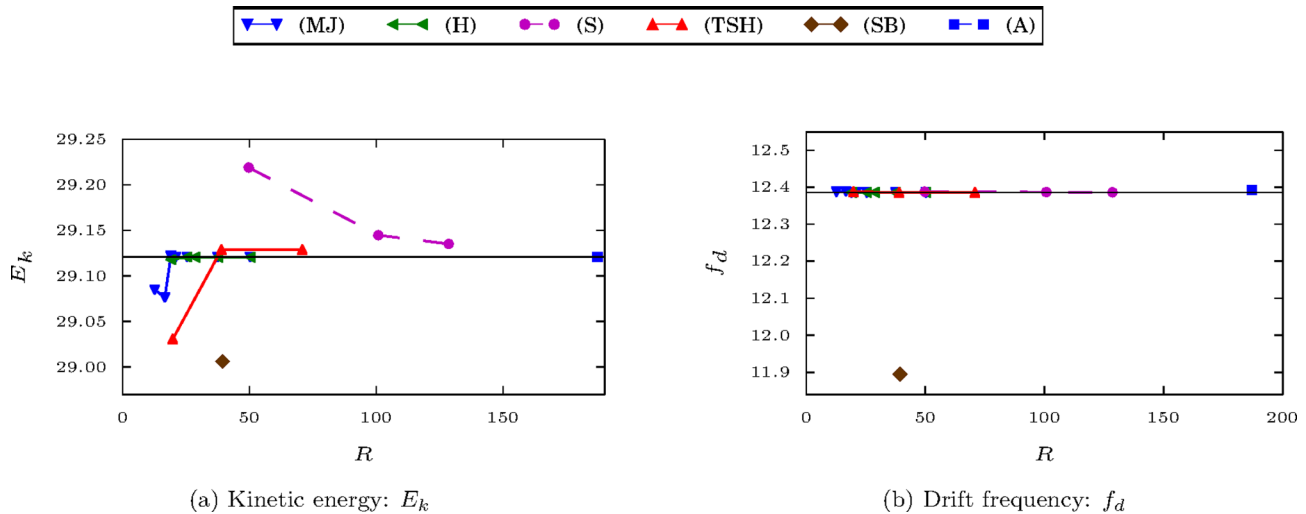 (MJ) (H) (S) (TSH) (SB) (A)
29.25
29.20
29.15
29.10
29.05
29.00
E_k
0 50 100 150
R
(a) Kinetic energy: E_k
12.5
12.4
12.3
12.2
12.1
12.0
11.9
f_d
0 50 100 150 200
R
(b) Drift frequency: f_d